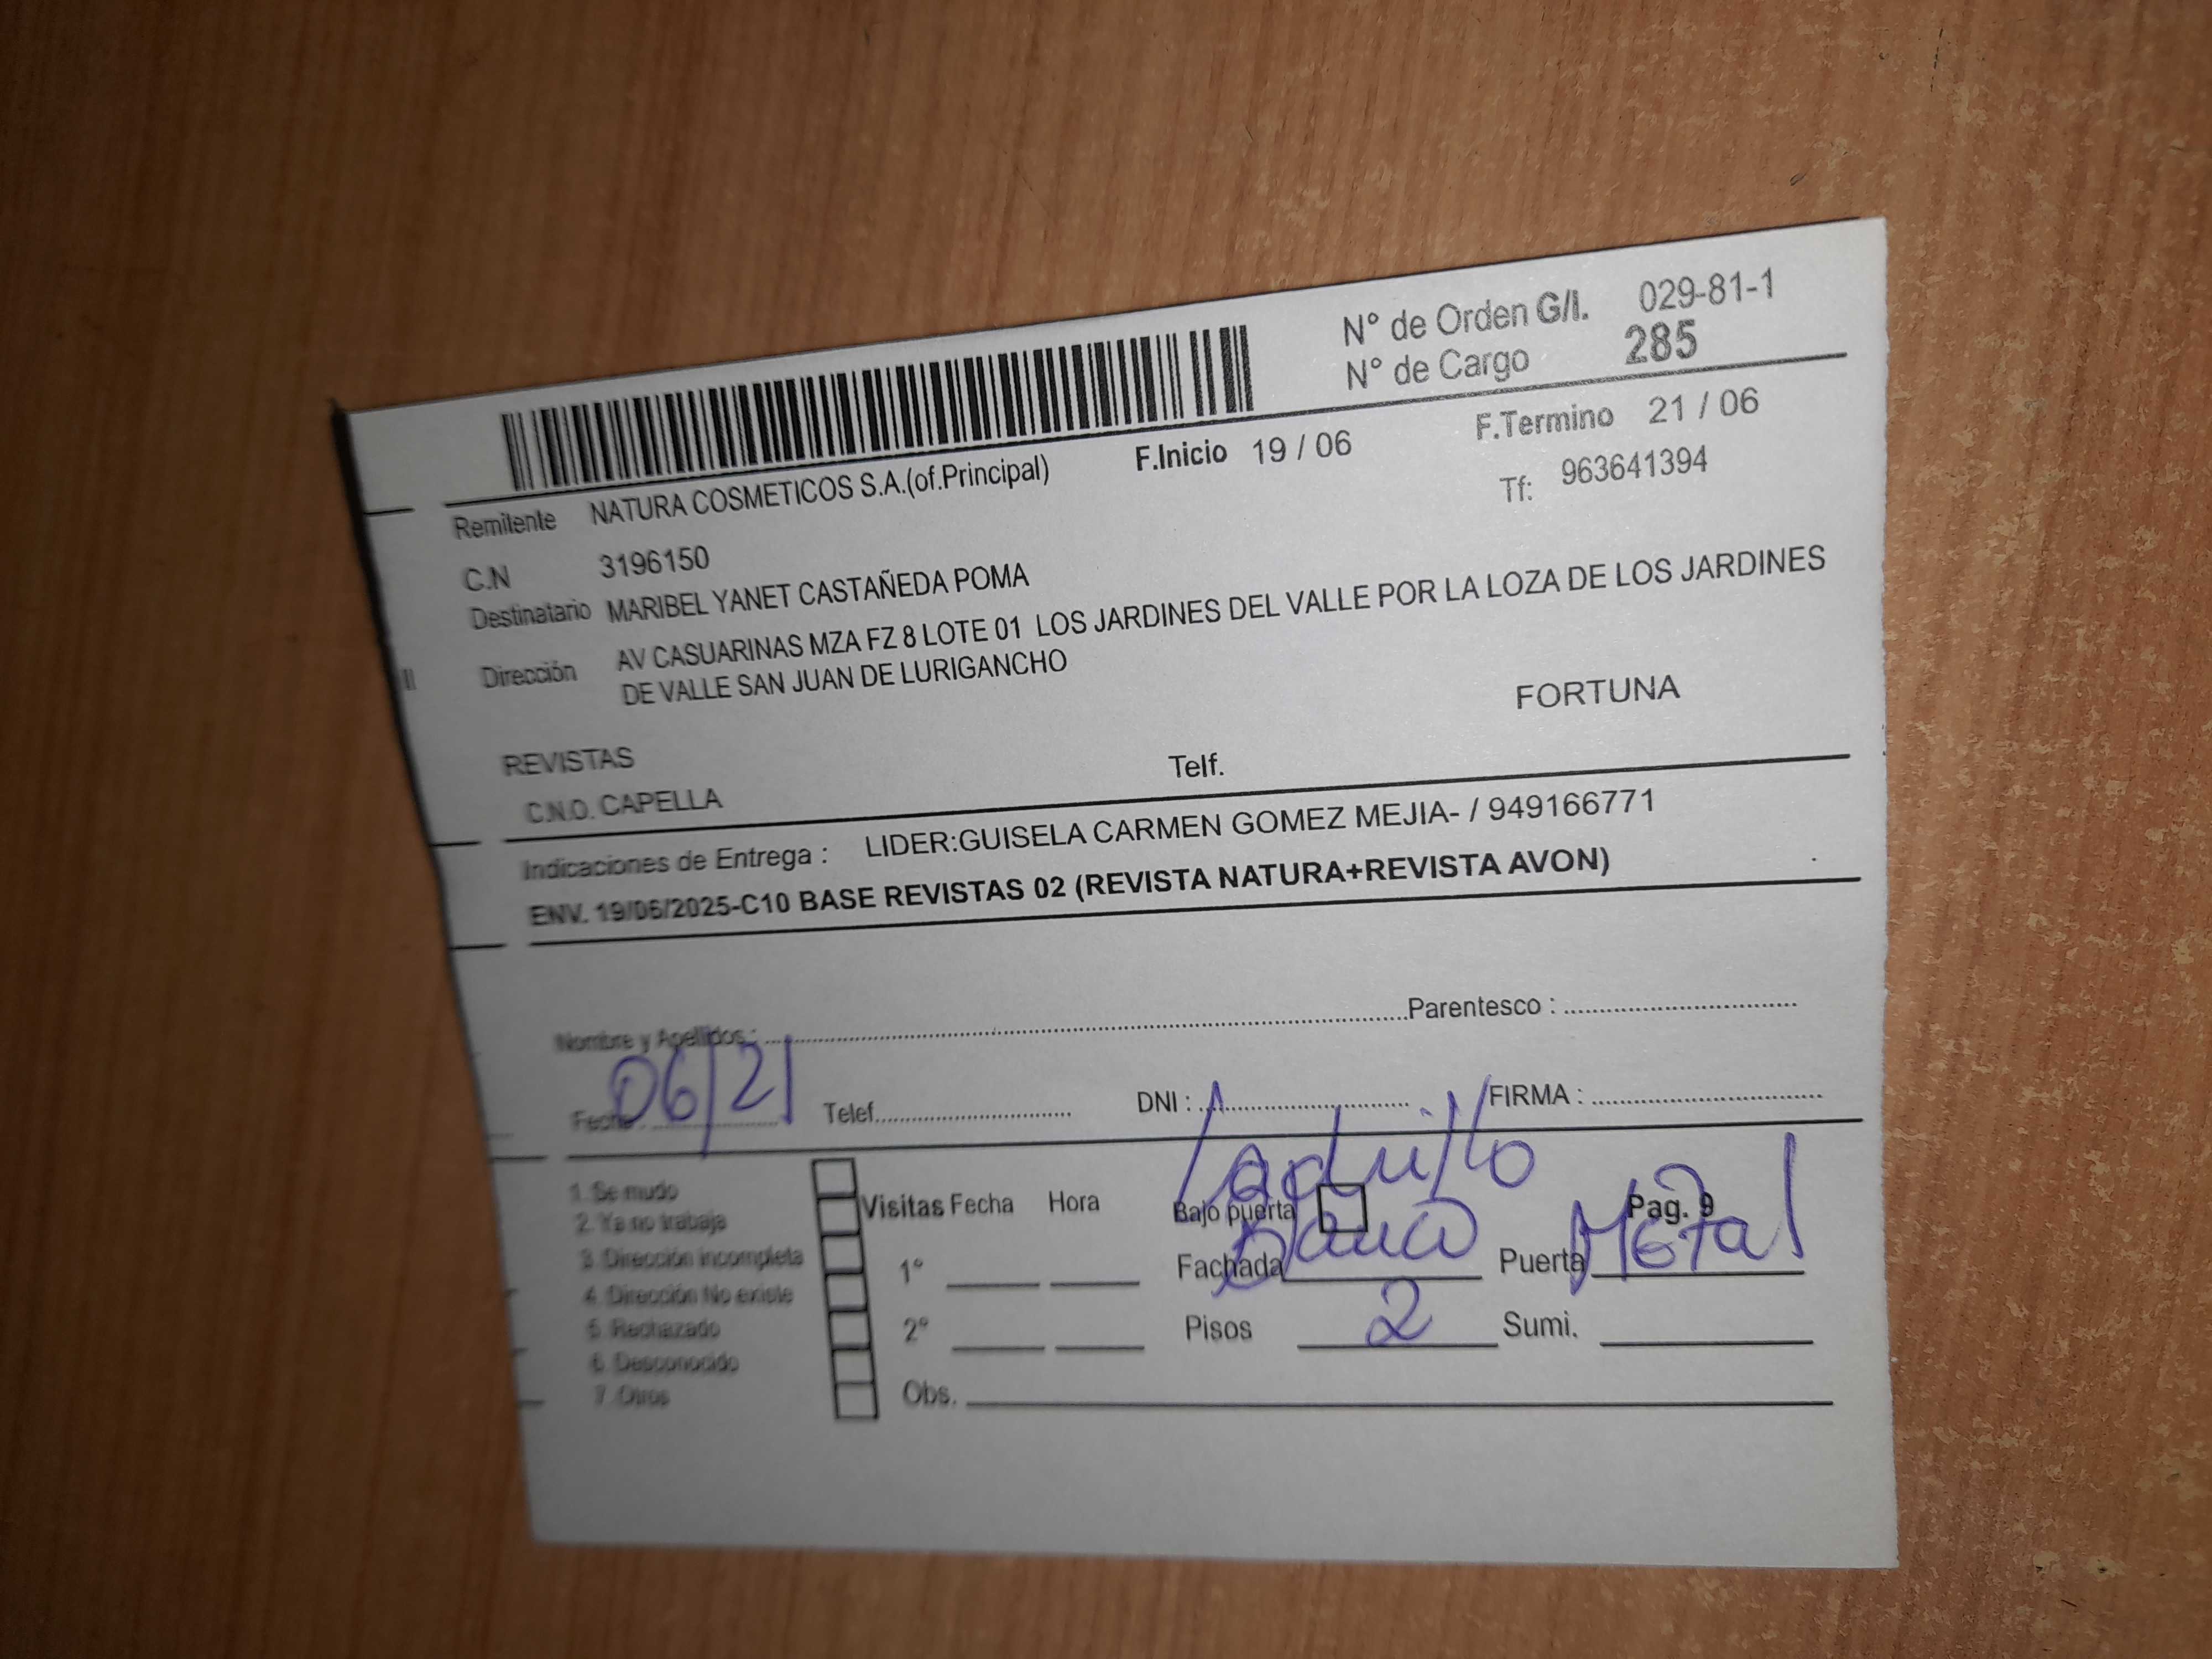 N° de Orden G/I. 029-81-1
N° de Cargo 285
F.Inicio 19 / 06 F.Termino 21 / 06
Remitente NATURA COSMETICOS S.A.(of.Principal) Tf: 963641394
C.N 3196150
Destinatario MARIBEL YANET CASTAÑEDA POMA
Dirección AV CASUARINAS MZA FZ 8 LOTE 01 LOS JARDINES DEL VALLE POR LA LOZA DE LOS JARDINES
DE VALLE SAN JUAN DE LURIGANCHO
FORTUNA
REVISTAS
C.N.O. CAPELLA Telf.
Indicaciones de Entrega : LIDER:GUISELA CARMEN GOMEZ MEJIA- / 949166771
ENV. 19/06/2025-C10 BASE REVISTAS 02 (REVISTA NATURA+REVISTA AVON)
Nombre y Apellidos : Parentesco :
Fecha : 06/21 Telef. DNI : FIRMA :
Ladrillo
1. Se mudo
2. Ya no trabaja Visitas Fecha Hora Bajo puerta Pag. 9
3. Dirección incompleta 1° Fachada blanco Puerta Metal
4. Dirección No existe
5. Rechazado 2° Pisos 2 Sumi.
6. Desconocido
7. Otros Obs.